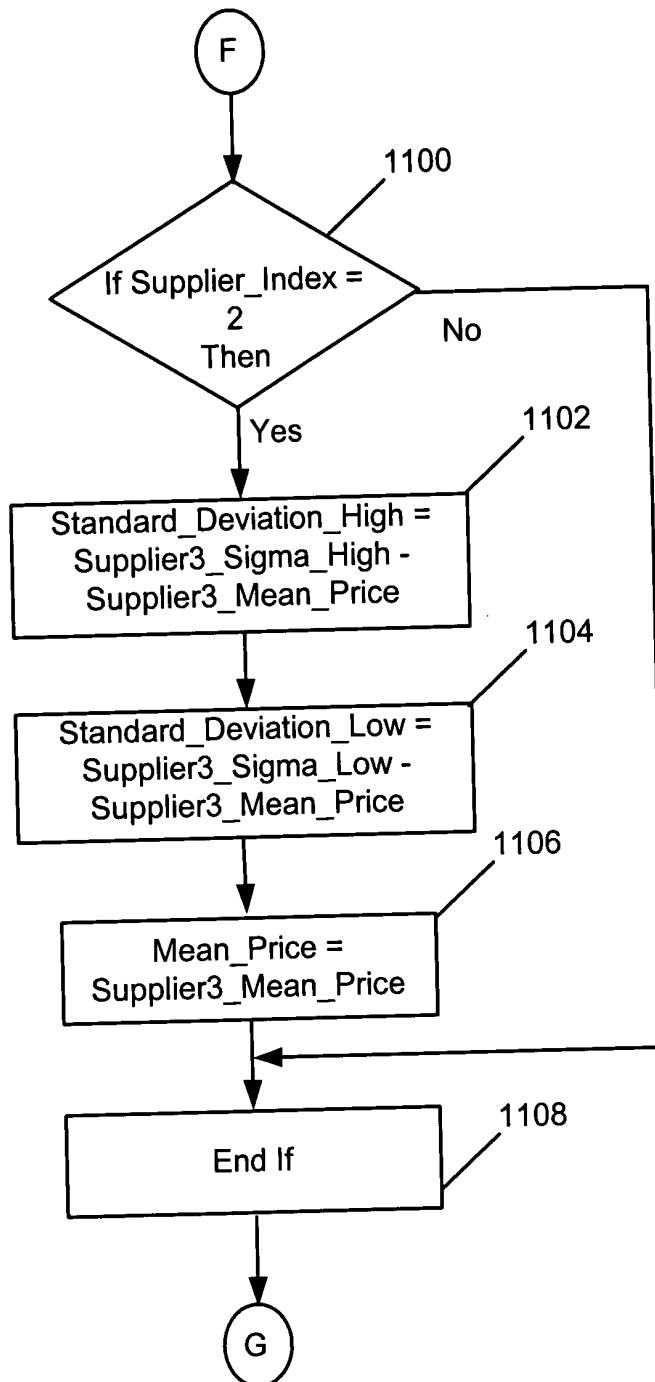 F
1100
If Supplier_Index =
2
Then
No
Yes
1102
Standard_Deviation_High =
Supplier3_Sigma_High -
Supplier3_Mean_Price
1104
Standard_Deviation_Low =
Supplier3_Sigma_Low -
Supplier3_Mean_Price
1106
Mean_Price =
Supplier3_Mean_Price
1108
End If
G